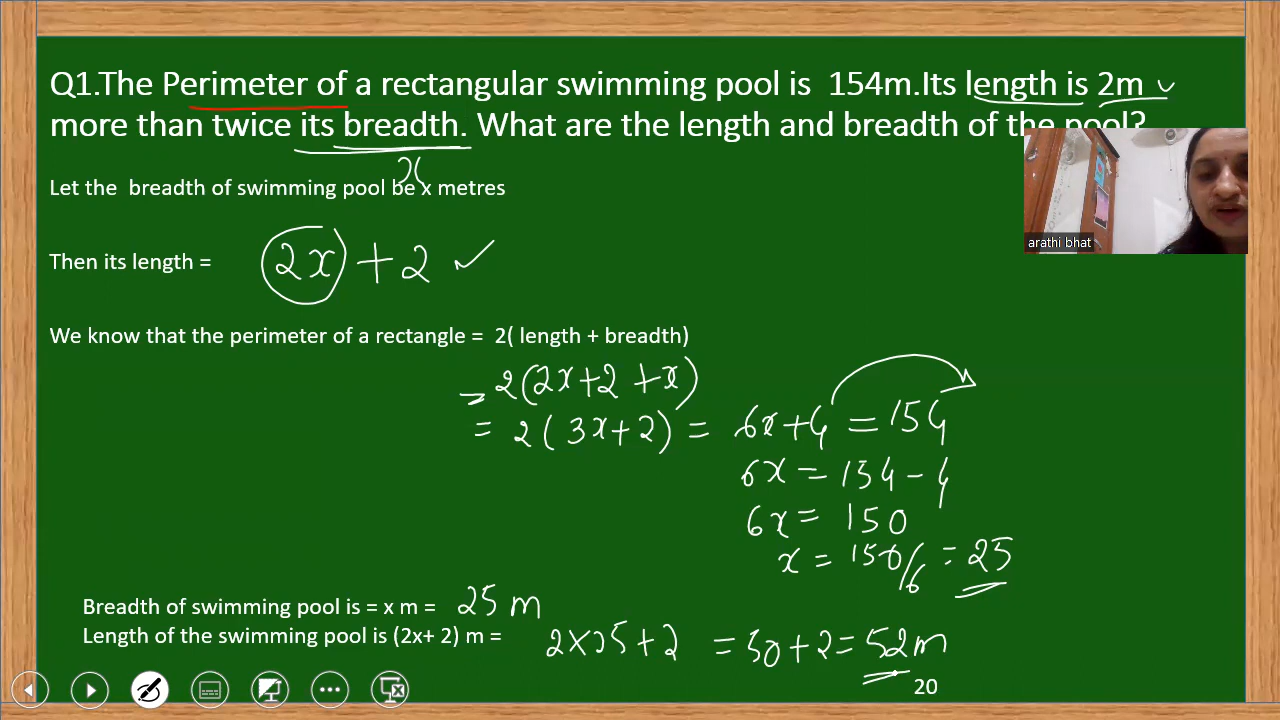 Q1.The Perimeter of a rectangular swimming pool is 154m.Its length is 2m
more than twice its breadth. What are the length and breadth of the pool?
x
Let the breadth of swimming pool be x metres
arathi bhat
Then its length = 2x + 2 ✓
We know that the perimeter of a rectangle = 2( length + breadth)
= 2(2x+2 +x)
= 2( 3x+2) = 6x+4 = 154
6x = 154 - 4
6x = 150
x = 150/6 = 25
Breadth of swimming pool is = x m = 25 m
Length of the swimming pool is (2x+ 2) m = 2x25 + 2 = 50+2 = 52m
20